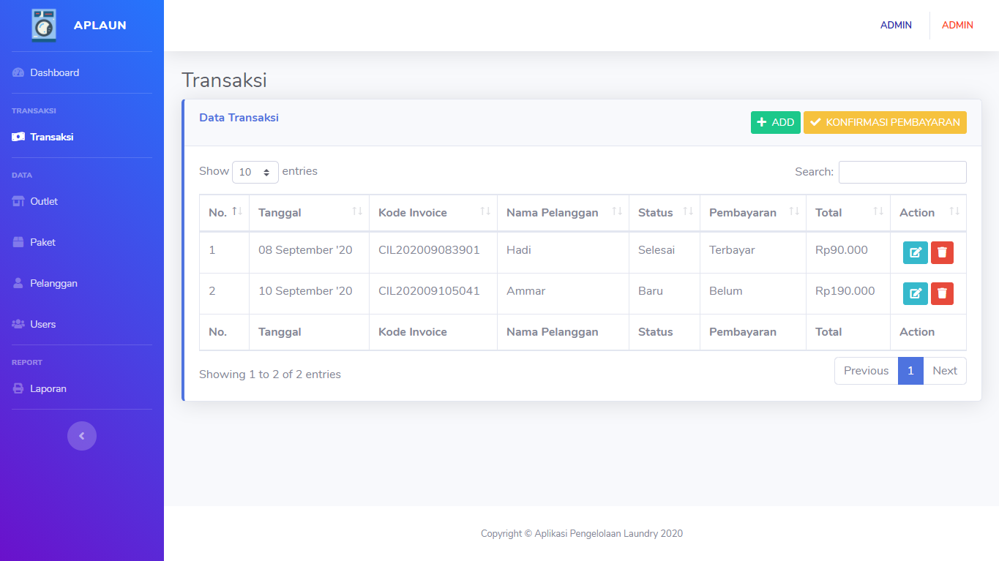 APLAUN
ADMIN ADMIN
Dashboard
TRANSAKSI
Transaksi
DATA
Outlet
Paket
Pelanggan
Users
REPORT
Laporan
Transaksi
Data Transaksi ADD KONFIRMASI PEMBAYARAN
Show 10 entries Search:
No. Tanggal Kode Invoice Nama Pelanggan Status Pembayaran Total Action
1 08 September '20 CIL202009083901 Hadi Selesai Terbayar Rp90.000
2 10 September '20 CIL202009105041 Ammar Baru Belum Rp190.000
No. Tanggal Kode Invoice Nama Pelanggan Status Pembayaran Total Action
Showing 1 to 2 of 2 entries Previous 1 Next
Copyright © Aplikasi Pengelolaan Laundry 2020